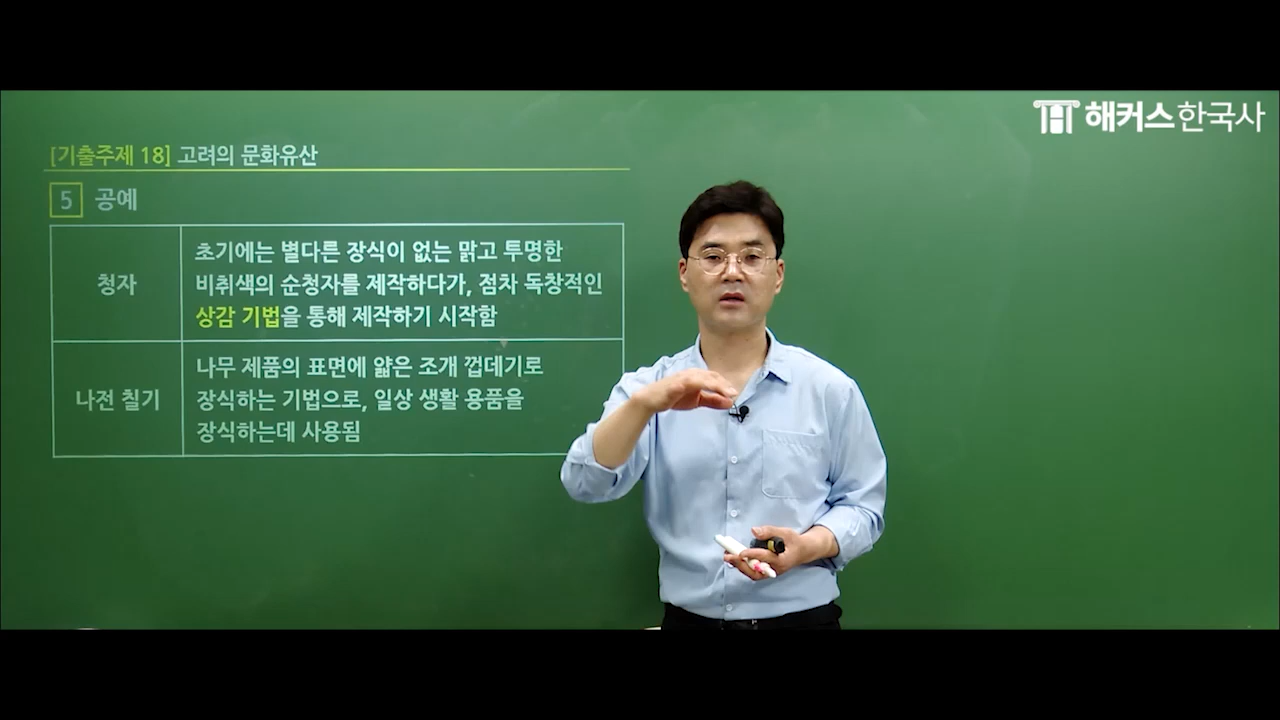 해커스한국사
[기출주제 18] 고려의 문화유산
5 공예
청자
초기에는 별다른 장식이 없는 맑고 투명한
비취색의 순청자를 제작하다가, 점차 독창적인
상감 기법을 통해 제작하기 시작함
나전 칠기
나무 제품의 표면에 얇은 조개 껍데기로
장식하는 기법으로, 일상 생활 용품을
장식하는데 사용됨